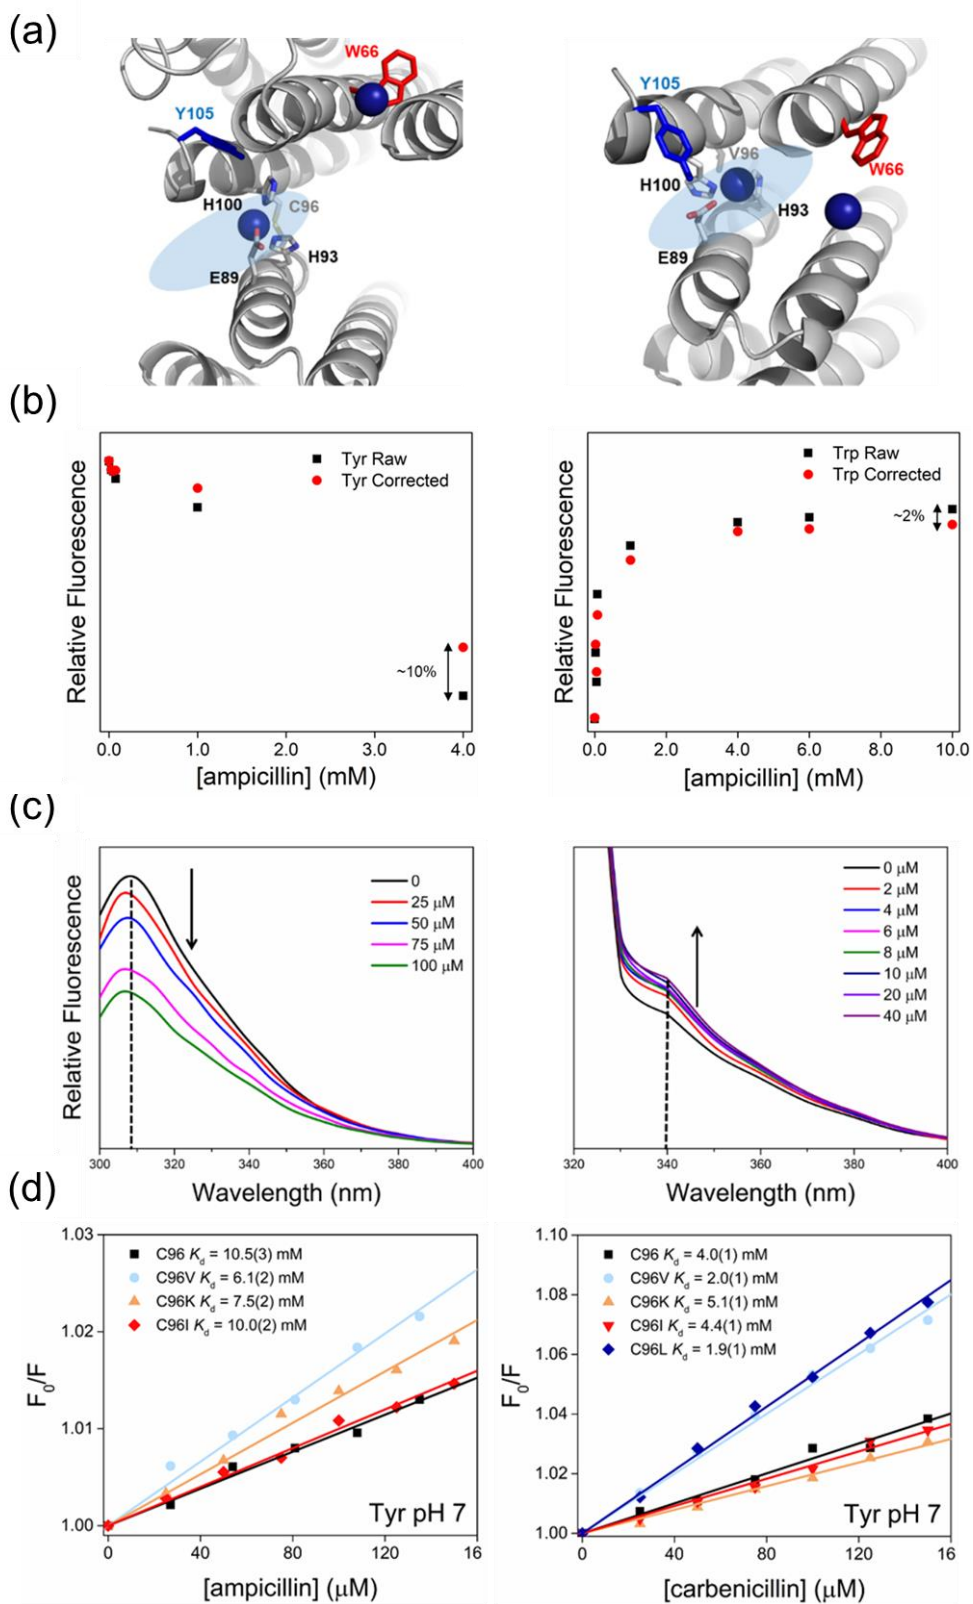 (a)
W66
Y105
H100
C96
E89
H93
Y105
V96
W66
H100
H93
E89
(b)
Relative Fluorescence
Tyr Raw
Tyr Corrected
~10%
0.0 1.0 2.0 3.0 4.0
[ampicillin] (mM)
Relative Fluorescence
Trp Raw
Trp Corrected
~2%
0.0 2.0 4.0 6.0 8.0 10.0
[ampicillin] (mM)
(c)
Relative Fluorescence
0
25 μM
50 μM
75 μM
100 μM
300 320 340 360 380 400
Wavelength (nm)
0 μM
2 μM
4 μM
6 μM
8 μM
10 μM
20 μM
40 μM
320 340 360 380 400
Wavelength (nm)
(d)
F0/F
1.03
1.02
1.01
1.00
C96 Kd = 10.5(3) mM
C96V Kd = 6.1(2) mM
C96K Kd = 7.5(2) mM
C96I Kd = 10.0(2) mM
Tyr pH 7
0 40 80 120 16
[ampicillin] (μM)
F0/F
1.10
1.08
1.06
1.04
1.02
1.00
C96 Kd = 4.0(1) mM
C96V Kd = 2.0(1) mM
C96K Kd = 5.1(1) mM
C96I Kd = 4.4(1) mM
C96L Kd = 1.9(1) mM
Tyr pH 7
0 40 80 120 16
[carbenicillin] (μM)